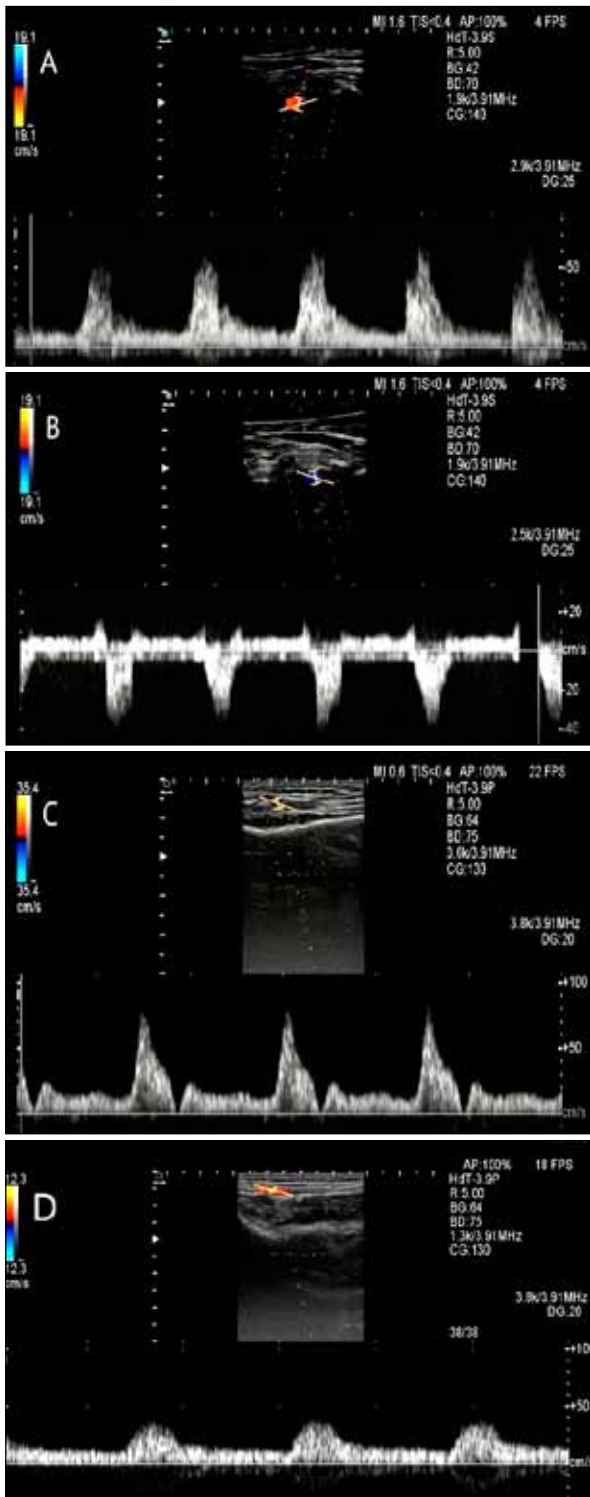 MI 1.6 TIS<0.4 AP:100% 4 FPS
19.1
A
19.1
cm/s
HdT-3.9S
R:5.00
BG:42
BD:70
1.9k/3.91MHz
CG:140
2.9k/3.91MHz
DG:25
50
cm/s
MI 1.6 TIS<0.4 AP:100% 4 FPS
19.1
B
19.1
cm/s
HdT-3.9S
R:5.00
BG:42
BD:70
1.9k/3.91MHz
CG:140
2.5k/3.91MHz
DG:25
+20
cm/s
20
-40
MI 0.6 TIS<0.4 AP:100% 22 FPS
35.4
C
35.4
cm/s
HdT-3.9P
R:5.00
BG:64
BD:75
3.6k/3.91MHz
CG:133
3.8k/3.91MHz
DG:20
+100
+50
cm/s
AP:100% 18 FPS
12.3
D
12.3
cm/s
HdT-3.9P
R:5.00
BG:64
BD:75
1.3k/3.91MHz
CG:130
3.8k/3.91MHz
DG:20
38/38
+100
+50
cm/s